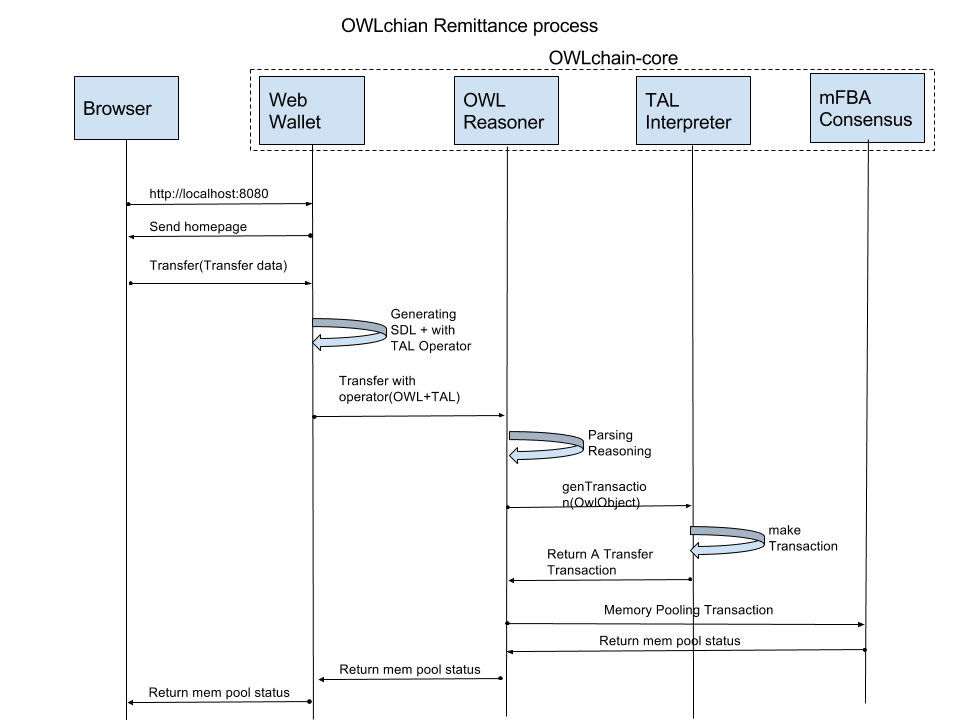 OWLchian Remittance process
OWLchain-core
Browser
Web
Wallet
OWL
Reasoner
TAL
Interpreter
mFBA
Consensus
http://localhost:8080
Send homepage
Transfer(Transfer data)
Generating
SDL + with
TAL Operator
Transfer with
operator(OWL+TAL)
Parsing
Reasoning
genTransactio
n(OwlObject)
make
Transaction
Return A Transfer
Transaction
Memory Pooling Transaction
Return mem pool status
Return mem pool status
Return mem pool status